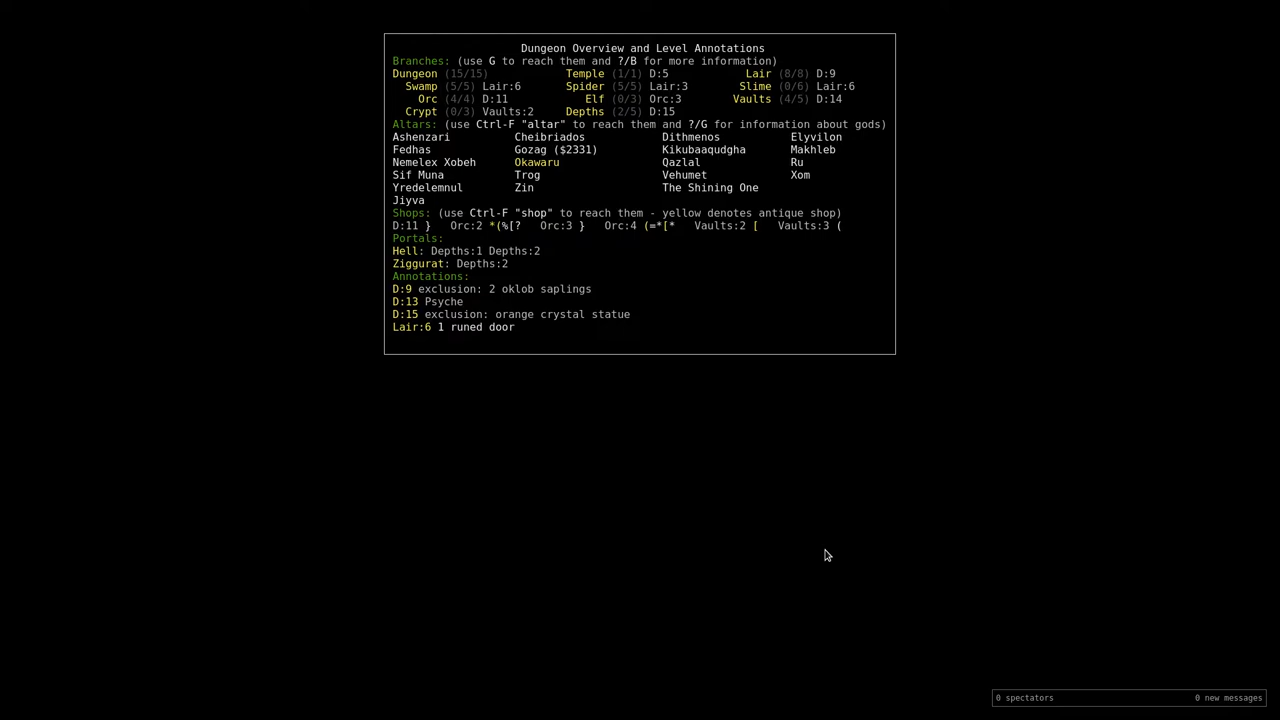 Dungeon Overview and Level Annotations
Branches: (use G to reach them and ?/B for more information)
Dungeon (15/15) Temple (1/1) D:5 Lair (8/8) D:9
Swamp (5/5) Lair:6 Spider (5/5) Lair:3 Slime (0/6) Lair:6
Orc (4/4) D:11 Elf (0/3) Orc:3 Vaults (4/5) D:14
Crypt (0/3) Vaults:2 Depths (2/5) D:15
Altars: (use Ctrl-F "altar" to reach them and ?/G for information about gods)
Ashenzari Cheibriados Dithmenos Elyvilon
Fedhas Gozag ($2331) Kikubaaqudgha Makhleb
Nemelex Xobeh Okawaru Qazlal Ru
Sif Muna Trog Vehumet Xom
Yredelemnul Zin The Shining One
Jiyva
Shops: (use Ctrl-F "shop" to reach them - yellow denotes antique shop)
D:11 } Orc:2 *(%[? Orc:3 } Orc:4 (=*[* Vaults:2 [ Vaults:3 (
Portals:
Hell: Depths:1 Depths:2
Ziggurat: Depths:2
Annotations:
D:9 exclusion: 2 oklob saplings
D:13 Psyche
D:15 exclusion: orange crystal statue
Lair:6 1 runed door
0 spectators 0 new messages